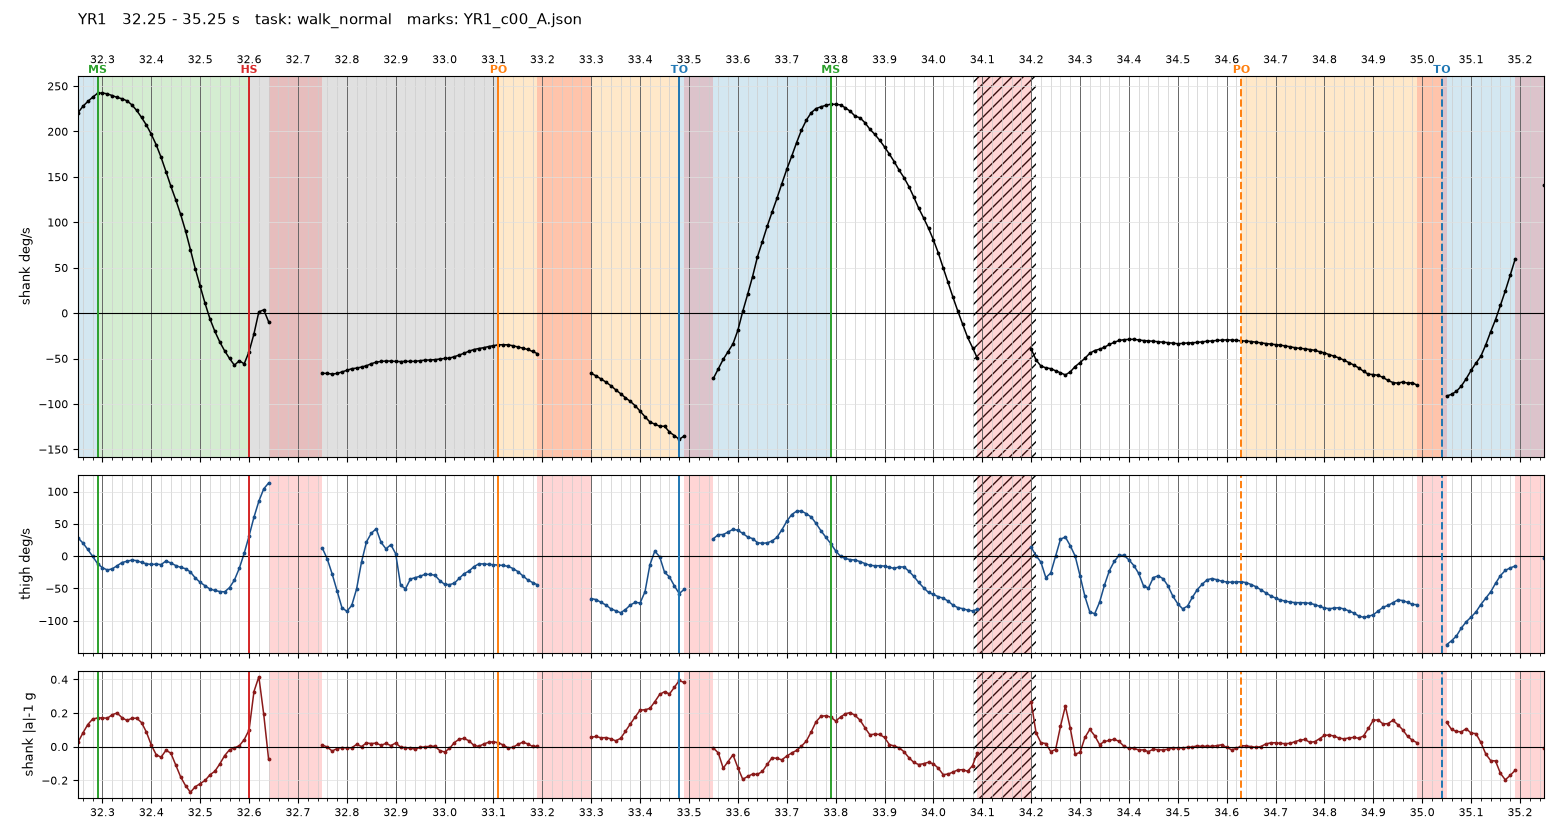 YR1   32.25 - 35.25 s   task: walk_normal   marks: YR1_c00_A.json
32.3 32.4 32.5 32.6 32.7 32.8 32.9 33.0 33.1 33.2 33.3 33.4 33.5 33.6 33.7 33.8 33.9 34.0 34.1 34.2 34.3 34.4 34.5 34.6 34.7 34.8 34.9 35.0 35.1 35.2
MS HS PO TO MS PO TO
250
200
150
100
50
0
−50
−100
−150
shank deg/s
100
50
0
−50
−100
thigh deg/s
0.4
0.2
0.0
−0.2
shank |a|-1 g
32.3 32.4 32.5 32.6 32.7 32.8 32.9 33.0 33.1 33.2 33.3 33.4 33.5 33.6 33.7 33.8 33.9 34.0 34.1 34.2 34.3 34.4 34.5 34.6 34.7 34.8 34.9 35.0 35.1 35.2